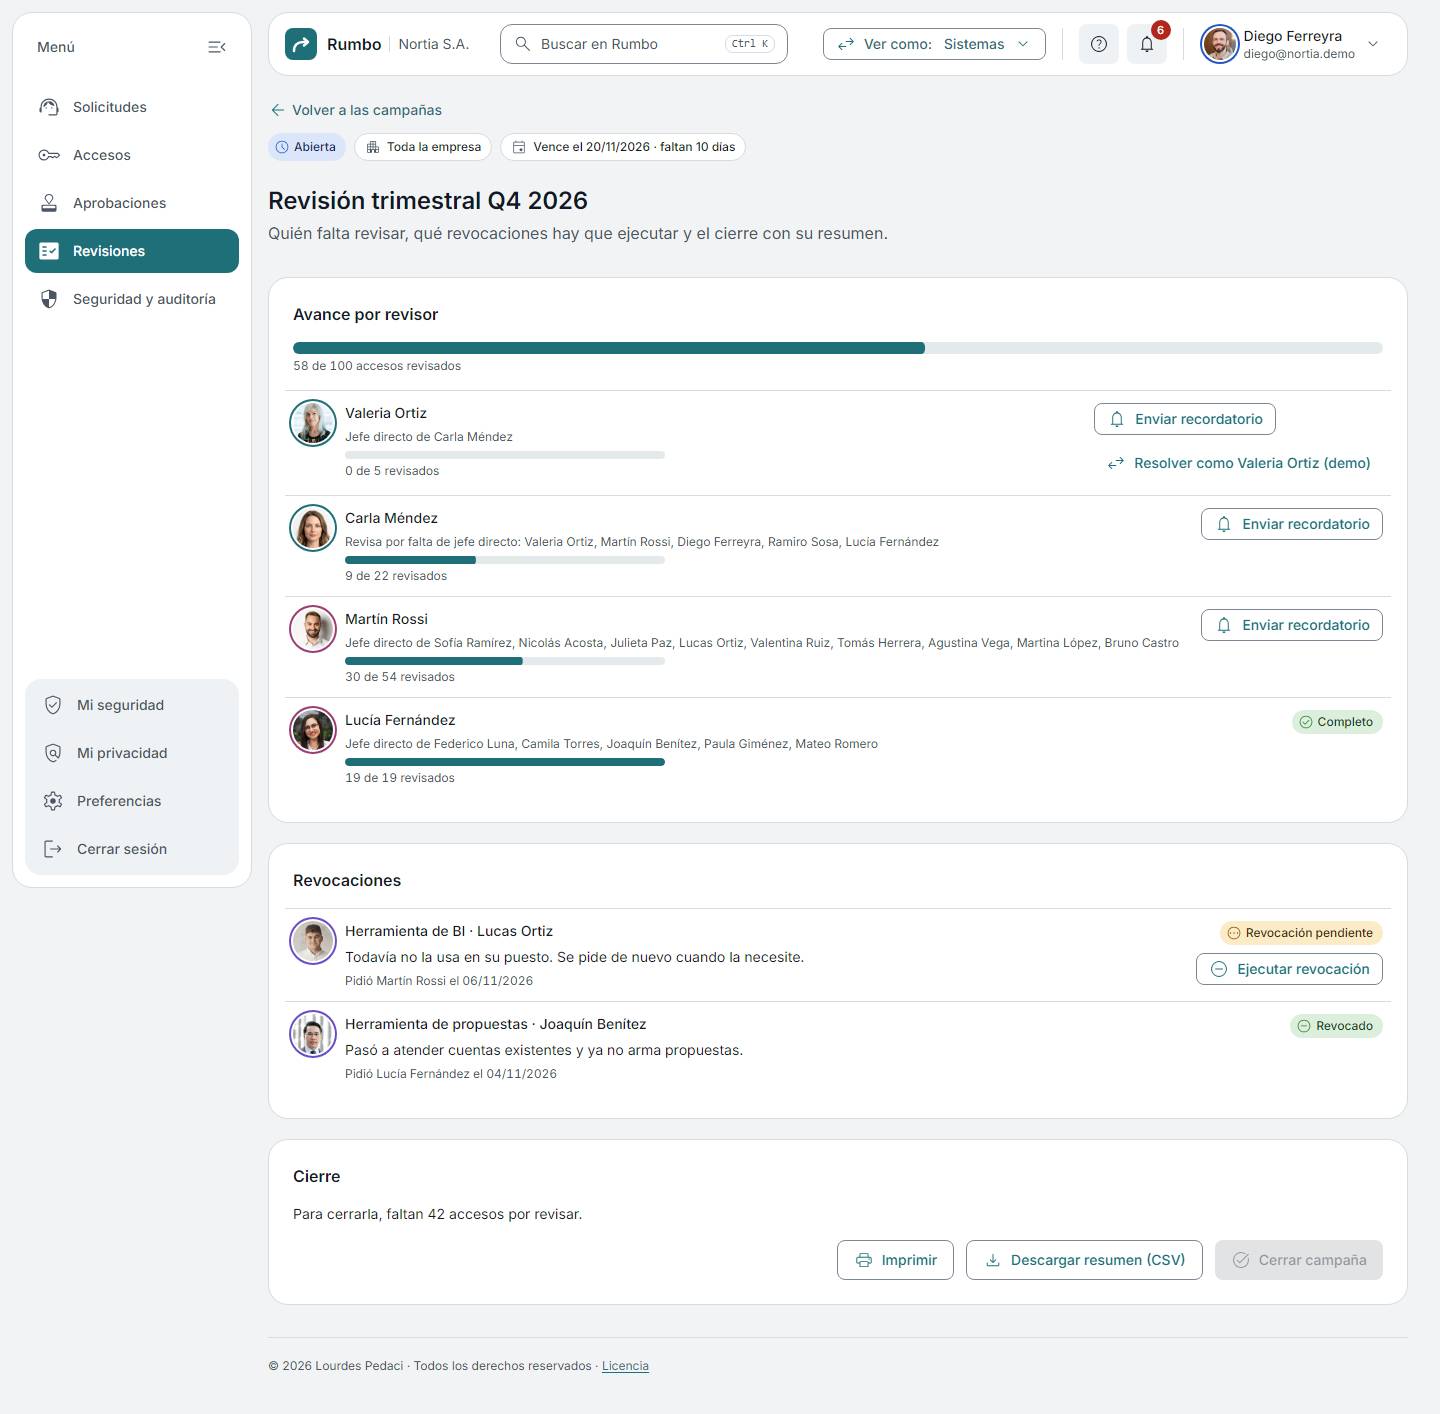 Menú
Solicitudes
Accesos
Aprobaciones
Revisiones
Seguridad y auditoría
Mi seguridad
Mi privacidad
Preferencias
Cerrar sesión
Rumbo
Nortia S.A.
Buscar en Rumbo
Ctrl K
Ver como: Sistemas
6
Diego Ferreyra
diego@nortia.demo
Volver a las campañas
Abierta
Toda la empresa
Vence el 20/11/2026 · faltan 10 días
Revisión trimestral Q4 2026
Quién falta revisar, qué revocaciones hay que ejecutar y el cierre con su resumen.
Avance por revisor
58 de 100 accesos revisados
Valeria Ortiz
Jefe directo de Carla Méndez
0 de 5 revisados
Enviar recordatorio
Resolver como Valeria Ortiz (demo)
Carla Méndez
Revisa por falta de jefe directo: Valeria Ortiz, Martín Rossi, Diego Ferreyra, Ramiro Sosa, Lucía Fernández
9 de 22 revisados
Enviar recordatorio
Martín Rossi
Jefe directo de Sofía Ramírez, Nicolás Acosta, Julieta Paz, Lucas Ortiz, Valentina Ruiz, Tomás Herrera, Agustina Vega, Martina López, Bruno Castro
30 de 54 revisados
Enviar recordatorio
Lucía Fernández
Jefe directo de Federico Luna, Camila Torres, Joaquín Benítez, Paula Giménez, Mateo Romero
19 de 19 revisados
Completo
Revocaciones
Herramienta de BI · Lucas Ortiz
Todavía no la usa en su puesto. Se pide de nuevo cuando la necesite.
Pidió Martín Rossi el 06/11/2026
Revocación pendiente
Ejecutar revocación
Herramienta de propuestas · Joaquín Benítez
Pasó a atender cuentas existentes y ya no arma propuestas.
Pidió Lucía Fernández el 04/11/2026
Revocado
Cierre
Para cerrarla, faltan 42 accesos por revisar.
Imprimir
Descargar resumen (CSV)
Cerrar campaña
© 2026 Lourdes Pedaci · Todos los derechos reservados · Licencia